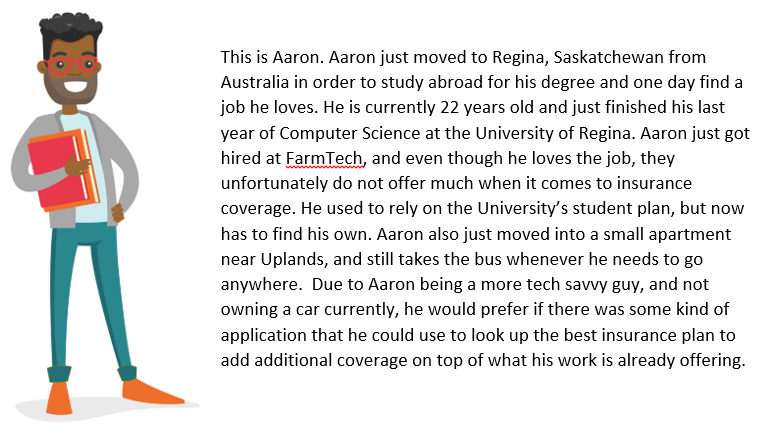 This is Aaron. Aaron just moved to Regina, Saskatchewan from
Australia in order to study abroad for his degree and one day find a
job he loves. He is currently 22 years old and just finished his last
year of Computer Science at the University of Regina. Aaron just got
hired at FarmTech, and even though he loves the job, they
unfortunately do not offer much when it comes to insurance
coverage. He used to rely on the University’s student plan, but now
has to find his own. Aaron also just moved into a small apartment
near Uplands, and still takes the bus whenever he needs to go
anywhere.  Due to Aaron being a more tech savvy guy, and not
owning a car currently, he would prefer if there was some kind of
application that he could use to look up the best insurance plan to
add additional coverage on top of what his work is already offering.